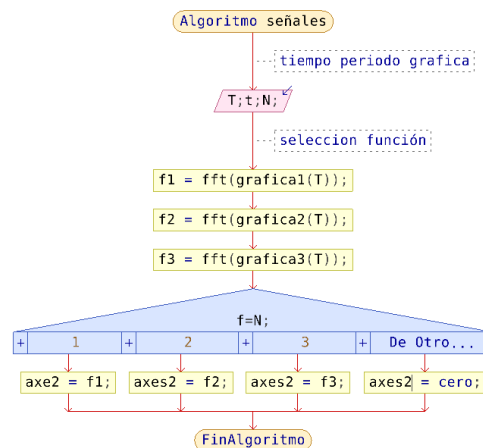 Algoritmo señales
tiempo periodo grafica
T;t;N;
seleccion función
f1 = fft(grafica1(T));
f2 = fft(grafica2(T));
f3 = fft(grafica3(T));
f=N;
+ 1 + 2 + 3 + De Otro...
axe2 = f1; axes2 = f2; axes2 = f3; axes2 = cero;
FinAlgoritmo